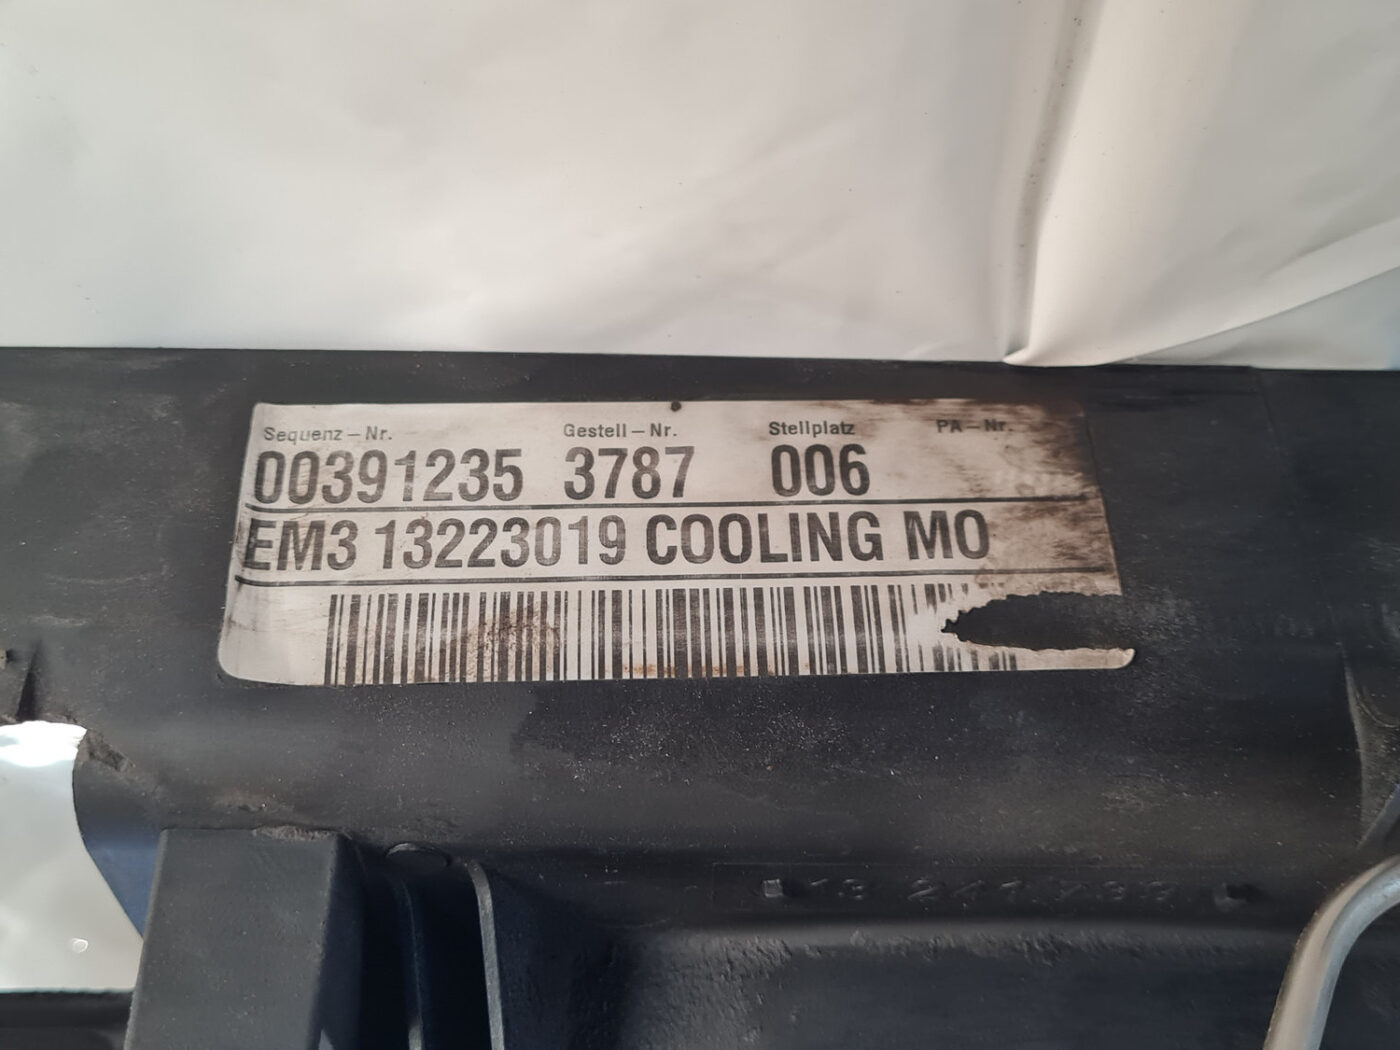 Sequenz-Nr. Gestell-Nr. Stellplatz PA-Nr.
00391235 3787 006
EM3 13223019 COOLING MO